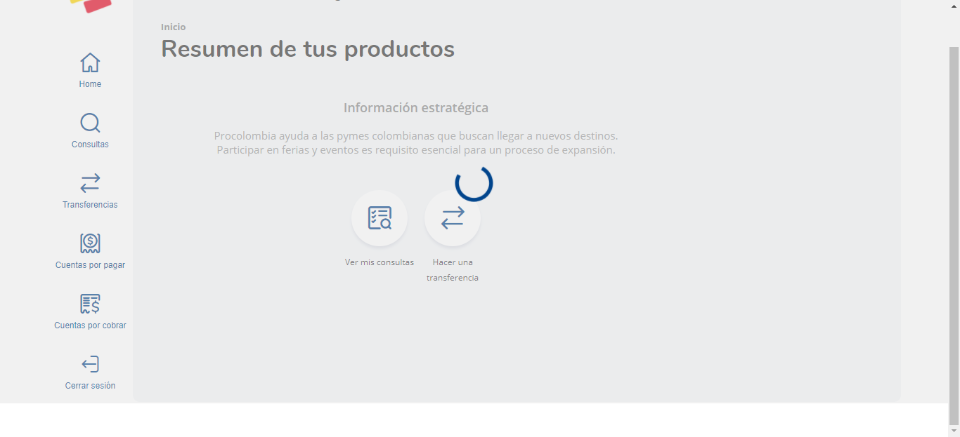 Inicio
Resumen de tus productos
Información estratégica
Procolombia ayuda a las pymes colombianas que buscan llegar a nuevos destinos.
Participar en ferias y eventos es requisito esencial para un proceso de expansión.
Ver mis consultas
Hacer una
transferencia
Home
Consultas
Transferencias
Cuentas por pagar
Cuentas por cobrar
Cerrar sesión